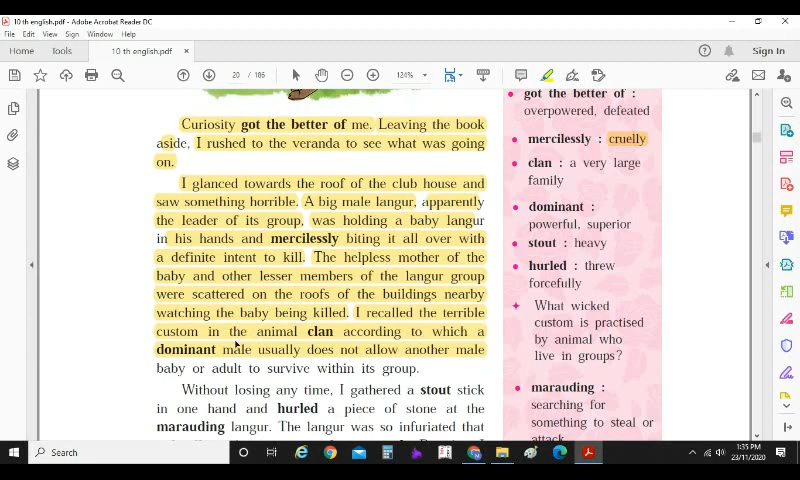 10 th english.pdf - Adobe Acrobat Reader DC
File Edit View Sign Window Help
Home Tools 10 th english.pdf × Sign In
20 / 186 124%
Curiosity got the better of me. Leaving the book
aside, I rushed to the veranda to see what was going
on.
I glanced towards the roof of the club house and
saw something horrible. A big male langur, apparently
the leader of its group, was holding a baby langur
in his hands and mercilessly biting it all over with
a definite intent to kill. The helpless mother of the
baby and other lesser members of the langur group
were scattered on the roofs of the buildings nearby
watching the baby being killed. I recalled the terrible
custom in the animal clan according to which a
dominant male usually does not allow another male
baby or adult to survive within its group.
Without losing any time, I gathered a stout stick
in one hand and hurled a piece of stone at the
marauding langur. The langur was so infuriated that
got the better of :
overpowered, defeated
mercilessly : cruelly
clan : a very large
family
dominant :
powerful, superior
stout : heavy
hurled : threw
forcefully
What wicked
custom is practised
by animal who
live in groups?
marauding :
searching for
something to steal or
attack
Search
1:35 PM
23/11/2020